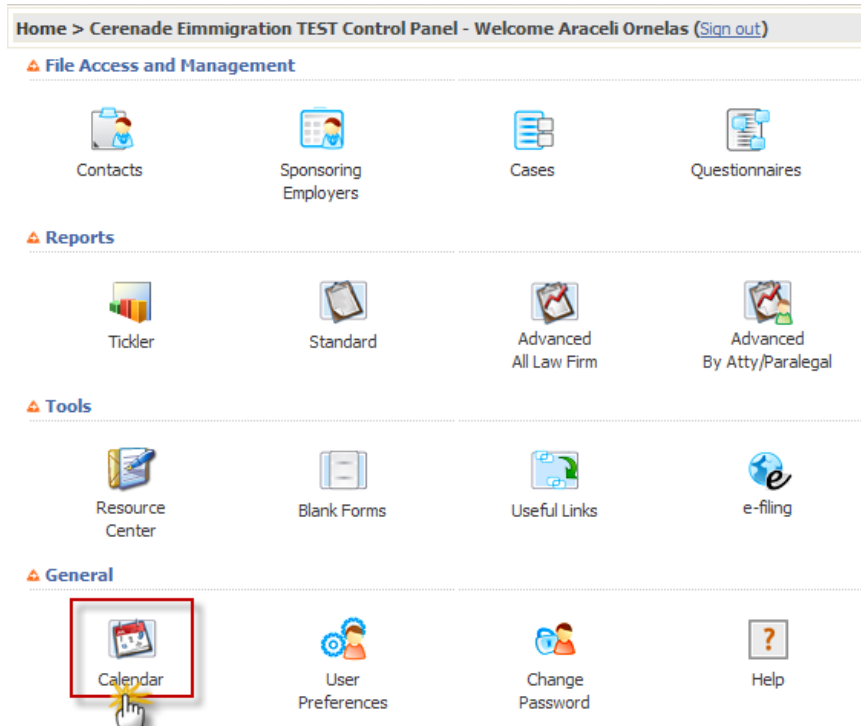 Home > Cerenade Eimmigration TEST Control Panel - Welcome Araceli Ornelas (Sign out)
File Access and Management
Contacts
Sponsoring
Employers
Cases
Questionnaires
Reports
Tickler
Standard
Advanced
All Law Firm
Advanced
By Atty/Paralegal
Tools
Resource
Center
Blank Forms
Useful Links
e-filing
General
Calendar
User
Preferences
Change
Password
Help